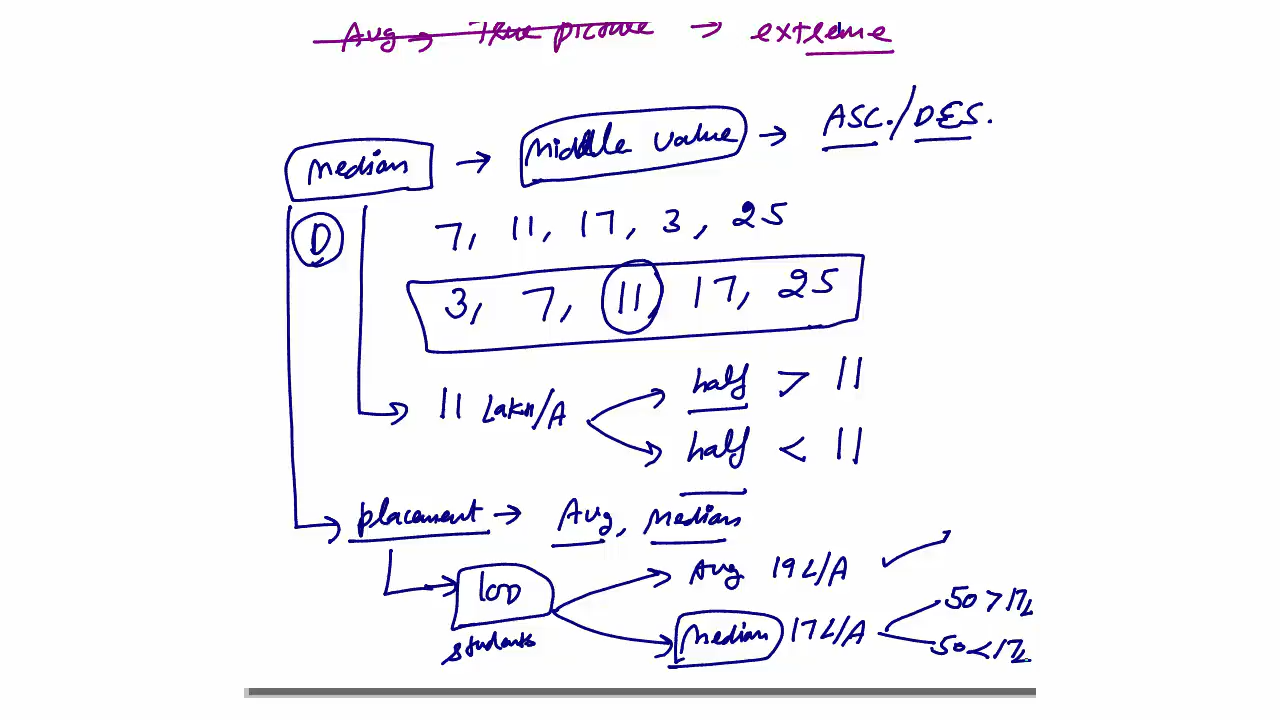 Avg → True picture → extreme
Median → Middle value → ASC./DES.
D
7, 11, 17, 3, 25
3, 7, 11, 17, 25
11 Lakh/A
half > 11
half < 11
placement → Avg, Median
100 students
Avg 19L/A
Median 17L/A
50 > 17L
50 < 17L